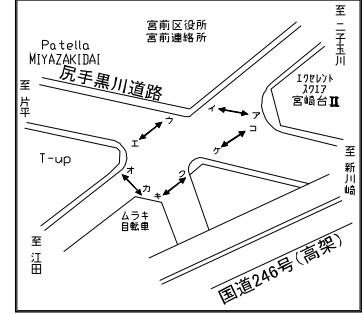 宮前区役所
宮前連絡所
至 二子玉川
Patella
MIYAZAKIDAI
尻手黒川道路
至 片平
エクセレント
スクエア
宮崎台Ⅱ
イ
ア
ウ
コ
エ
ケ
T-up
オ
カ
キ
ク
至 新川崎
ムラキ
自転車
至 江田
国道246号(高架)